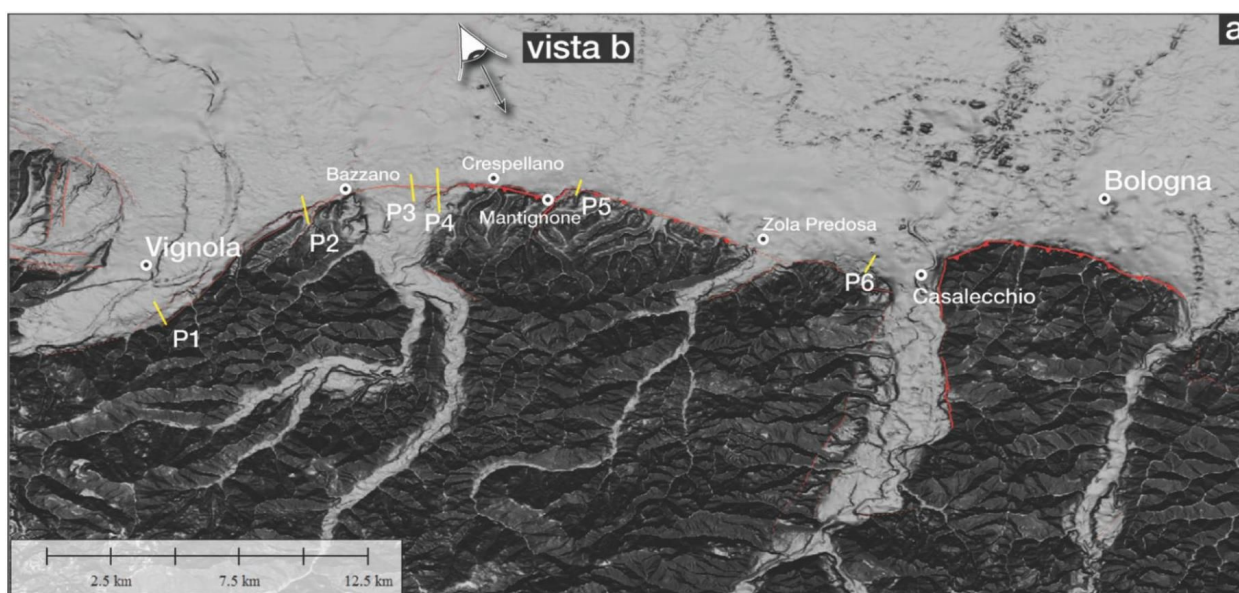 a
vista b
Crespellano
Bazzano
Bologna
P3
P4
P5
Mantignone
Zola Predosa
P2
Vignola
P6
Casalecchio
P1
2.5 km 7.5 km 12.5 km